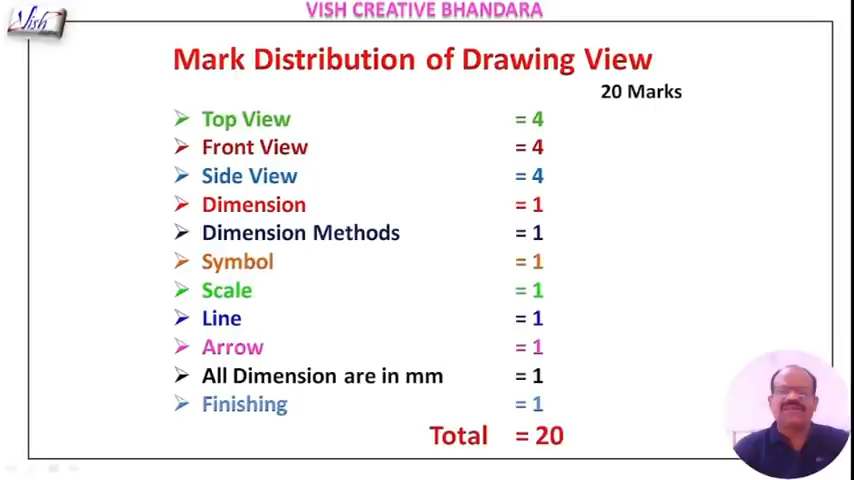 VISH CREATIVE BHANDARA
Vish
Mark Distribution of Drawing View
20 Marks
Top View = 4
Front View = 4
Side View = 4
Dimension = 1
Dimension Methods = 1
Symbol = 1
Scale = 1
Line = 1
Arrow = 1
All Dimension are in mm = 1
Finishing = 1
Total = 20